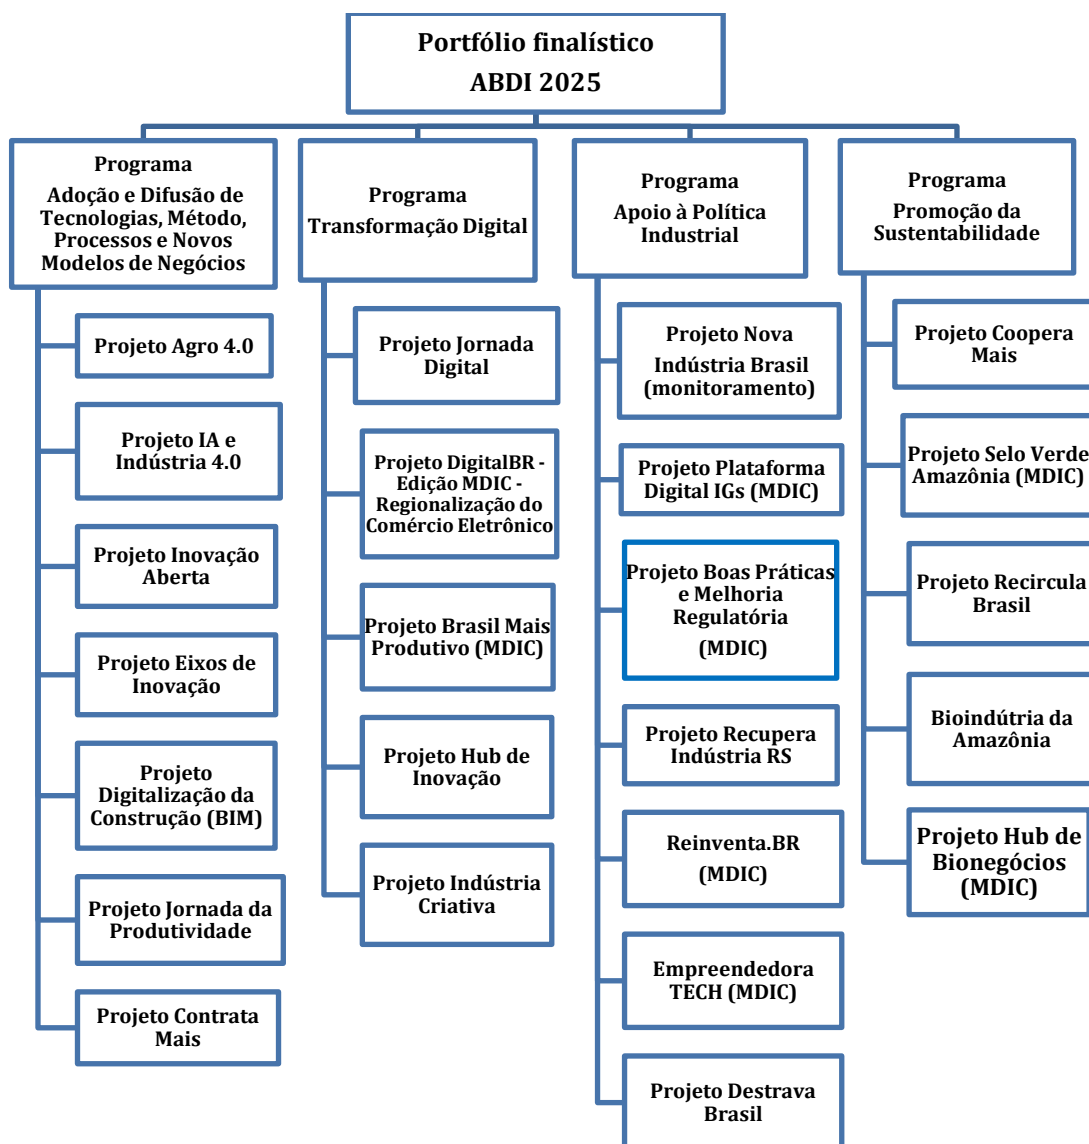 Portfólio finalístico
ABDI 2025
Programa
Adoção e Difusão de
Tecnologias, Método,
Processos e Novos
Modelos de Negócios
Projeto Agro 4.0
Projeto IA e
Indústria 4.0
Projeto Inovação
Aberta
Projeto Eixos de
Inovação
Projeto
Digitalização da
Construção (BIM)
Projeto Jornada da
Produtividade
Projeto Contrata
Mais
Programa
Transformação Digital
Projeto Jornada
Digital
Projeto DigitalBR -
Edição MDIC -
Regionalização do
Comércio Eletrônico
Projeto Brasil Mais
Produtivo (MDIC)
Projeto Hub de
Inovação
Projeto Indústria
Criativa
Programa
Apoio à Política
Industrial
Projeto Nova
Indústria Brasil
(monitoramento)
Projeto Plataforma
Digital IGs (MDIC)
Projeto Boas Práticas
e Melhoria
Regulatória
(MDIC)
Projeto Recupera
Indústria RS
Reinventa.BR
(MDIC)
Empreendedora
TECH (MDIC)
Projeto Destrava
Brasil
Programa
Promoção da
Sustentabilidade
Projeto Coopera
Mais
Projeto Selo Verde
Amazônia (MDIC)
Projeto Recircula
Brasil
Bioindútria da
Amazônia
Projeto Hub de
Bionegócios
(MDIC)